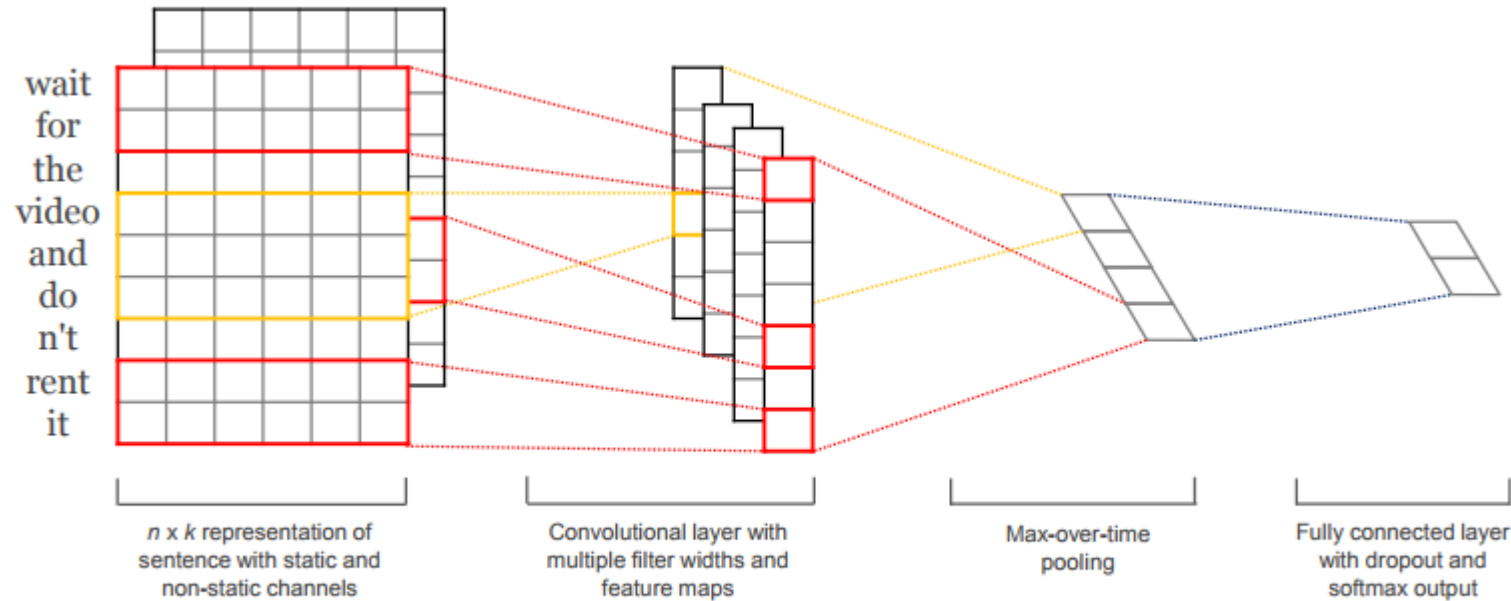 wait
for
the
video
and
do
n't
rent
it
n x k representation of
sentence with static and
non-static channels
Convolutional layer with
multiple filter widths and
feature maps
Max-over-time
pooling
Fully connected layer
with dropout and
softmax output